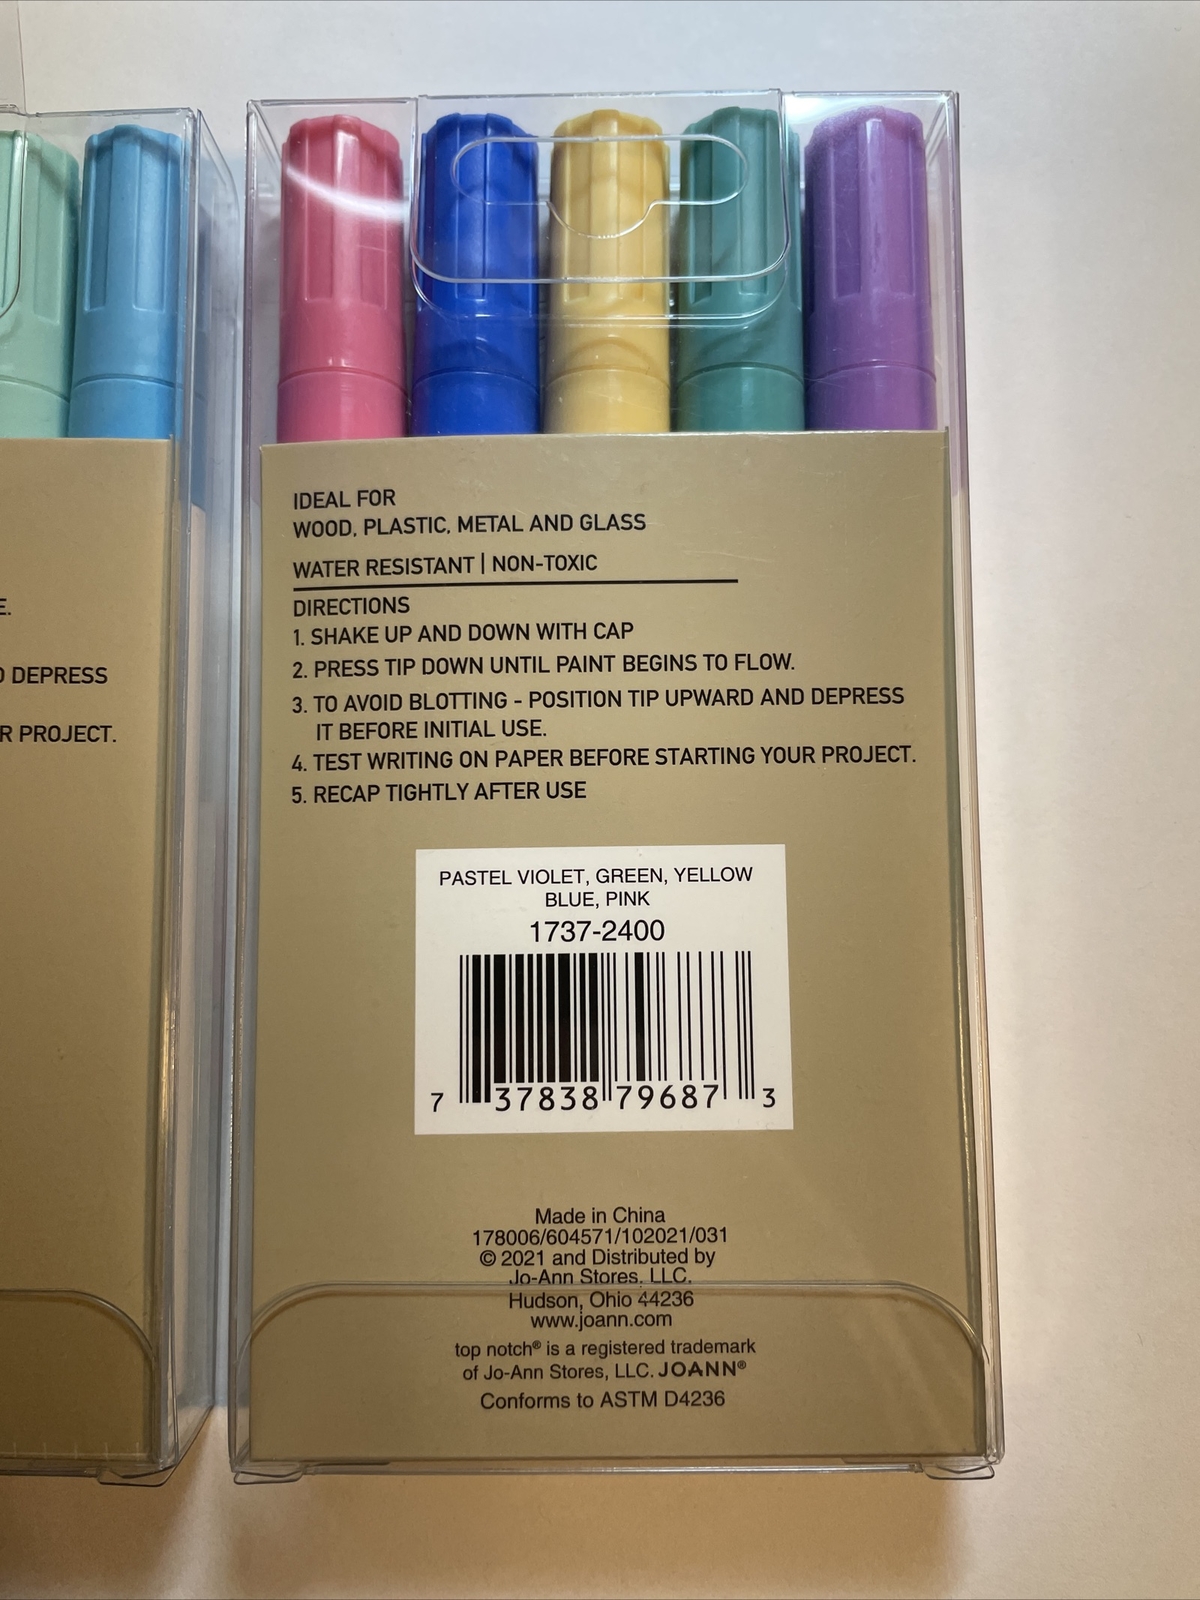 E.
DEPRESS
R PROJECT.
IDEAL FOR
WOOD, PLASTIC, METAL AND GLASS
WATER RESISTANT | NON-TOXIC
DIRECTIONS
1. SHAKE UP AND DOWN WITH CAP
2. PRESS TIP DOWN UNTIL PAINT BEGINS TO FLOW.
3. TO AVOID BLOTTING - POSITION TIP UPWARD AND DEPRESS
IT BEFORE INITIAL USE.
4. TEST WRITING ON PAPER BEFORE STARTING YOUR PROJECT.
5. RECAP TIGHTLY AFTER USE
PASTEL VIOLET, GREEN, YELLOW
BLUE, PINK
1737-2400
7 37838 79687 3
Made in China
178006/604571/102021/031
© 2021 and Distributed by
Jo-Ann Stores, LLC.
Hudson, Ohio 44236
www.joann.com
top notch® is a registered trademark
of Jo-Ann Stores, LLC. JOANN®
Conforms to ASTM D4236